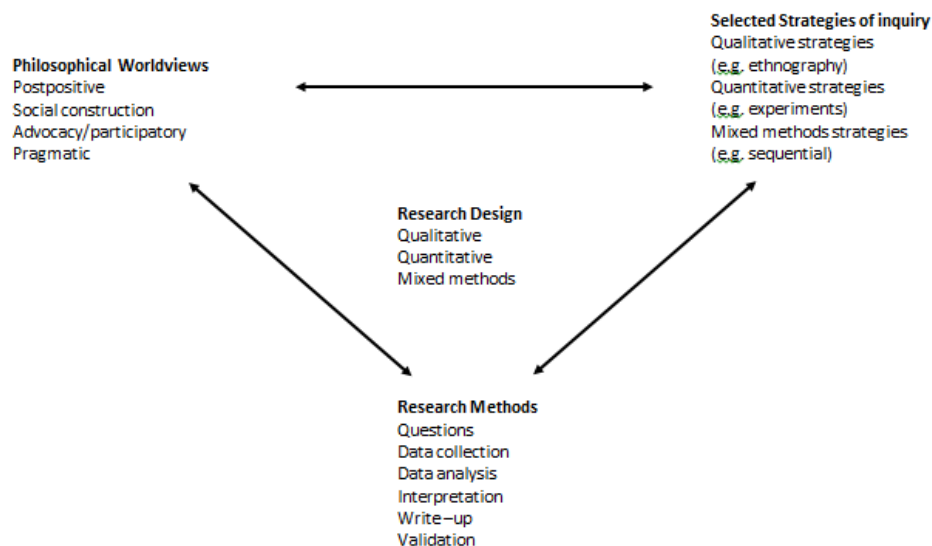 Philosophical Worldviews
Postpositive
Social construction
Advocacy/participatory
Pragmatic
Selected Strategies of inquiry
Qualitative strategies
(e.g. ethnography)
Quantitative strategies
(e.g. experiments)
Mixed methods strategies
(e.g. sequential)
Research Design
Qualitative
Quantitative
Mixed methods
Research Methods
Questions
Data collection
Data analysis
Interpretation
Write –up
Validation